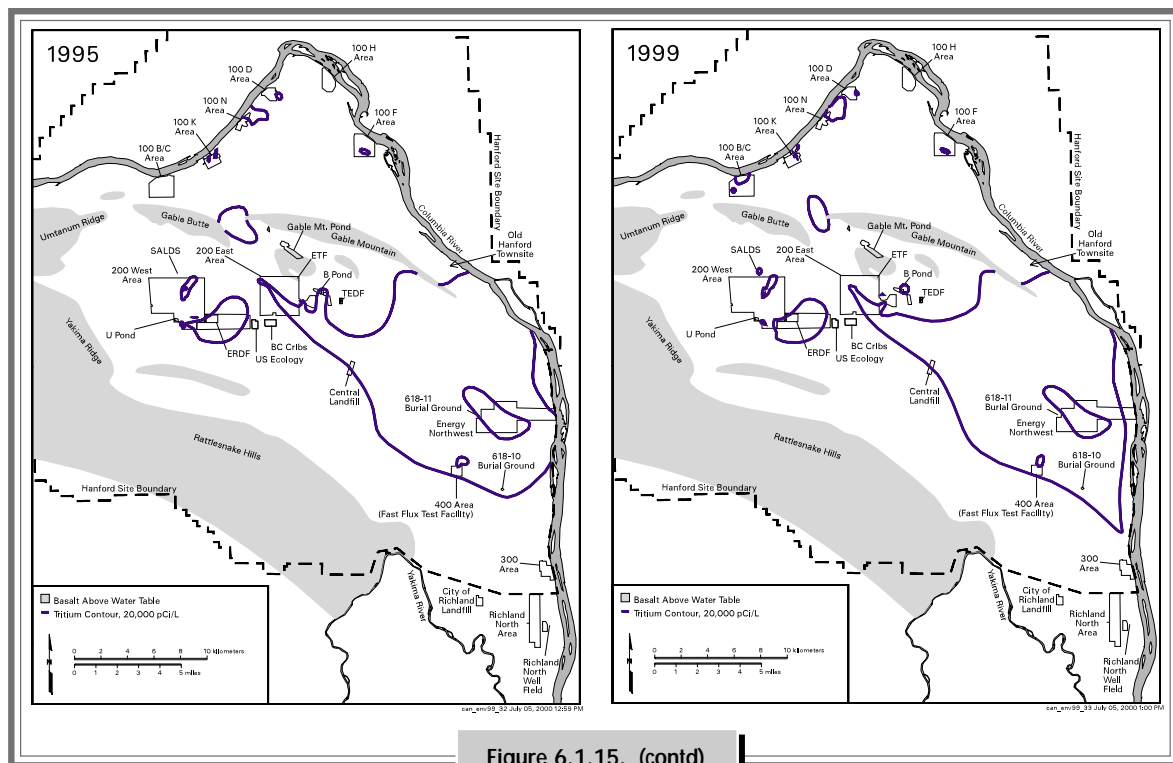 1995
100 H
Area
100 D
Area
100 N
Area
100 K
Area
100 F
Area
100 B/C
Area
Hanford Site Boundary
Columbia River
Umtanum Ridge
Gable Butte
Gable Mt. Pond
Gable Mountain
Old
Hanford
Townsite
SALDS
200 East
Area
ETF
200 West
Area
B Pond
TEDF
U Pond
Yakima Ridge
ERDF
BC Cribs
US Ecology
Central
Landfill
618-11
Burial Ground
Energy
Northwest
Rattlesnake Hills
618-10
Burial Ground
Hanford Site Boundary
400 Area
(Fast Flux Test Facility)
300
Area
Yakima River
City of
Richland
Landfill
Richland
North
Area
Richland
North
Well
Field
Basalt Above Water Table
Tritium Contour, 20,000 pCi/L
N
0 2 4 6 8 10 kilometers
0 1 2 3 4 5 miles
can_env99_32 July 05, 2000 12:59 PM
1999
100 H
Area
100 D
Area
100 N
Area
100 K
Area
100 F
Area
100 B/C
Area
Hanford Site Boundary
Columbia River
Umtanum Ridge
Gable Butte
Gable Mt. Pond
Gable Mountain
Old
Hanford
Townsite
SALDS
200 East
Area
ETF
200 West
Area
B Pond
TEDF
U Pond
Yakima Ridge
ERDF
BC Cribs
US Ecology
Central
Landfill
618-11
Burial Ground
Energy
Northwest
Rattlesnake Hills
618-10
Burial Ground
Hanford Site Boundary
400 Area
(Fast Flux Test Facility)
300
Area
Yakima River
City of
Richland
Landfill
Richland
North
Area
Richland
North
Well
Field
Basalt Above Water Table
Tritium Contour, 20,000 pCi/L
N
0 2 4 6 8 10 kilometers
0 1 2 3 4 5 miles
can_env99_33 July 05, 2000 1:00 PM
Figure 6.1.15. (contd)